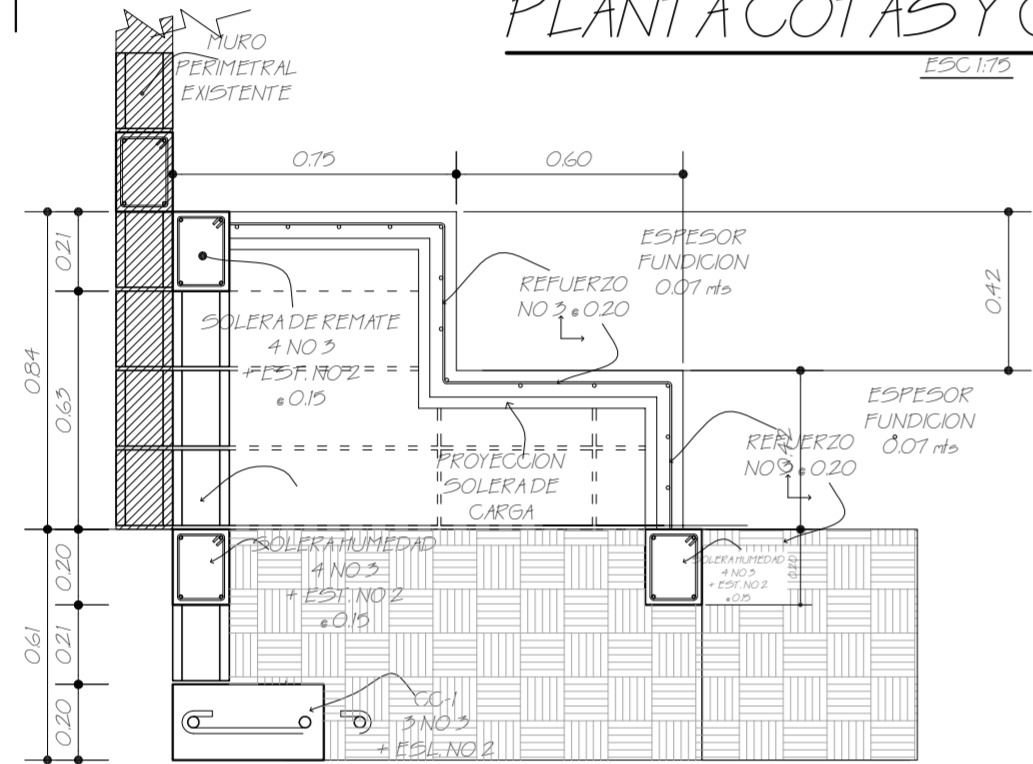 PLANTA COTAS Y
ESC 1:75
MURO
PERIMETRAL
EXISTENTE
0.75
0.60
0.21
0.84
0.63
0.42
ESPESOR
FUNDICION
0.07 mts
REFUERZO
NO 3 @ 0.20
SOLERA DE REMATE
4 NO 3
+ EST. NO 2
@ 0.15
ESPESOR
FUNDICION
0.07 mts
REFUERZO
NO 3 @ 0.20
PROYECCION
SOLERA DE
CARGA
SOLERA HUMEDAD
4 NO 3
+ EST. NO 2
@ 0.15
SOLERA HUMEDAD
4 NO 3
+ EST. NO 2
@ 0.15
0.20
0.20
0.61
0.21
0.20
C.C-1
3 NO 3
+ ESL. NO 2